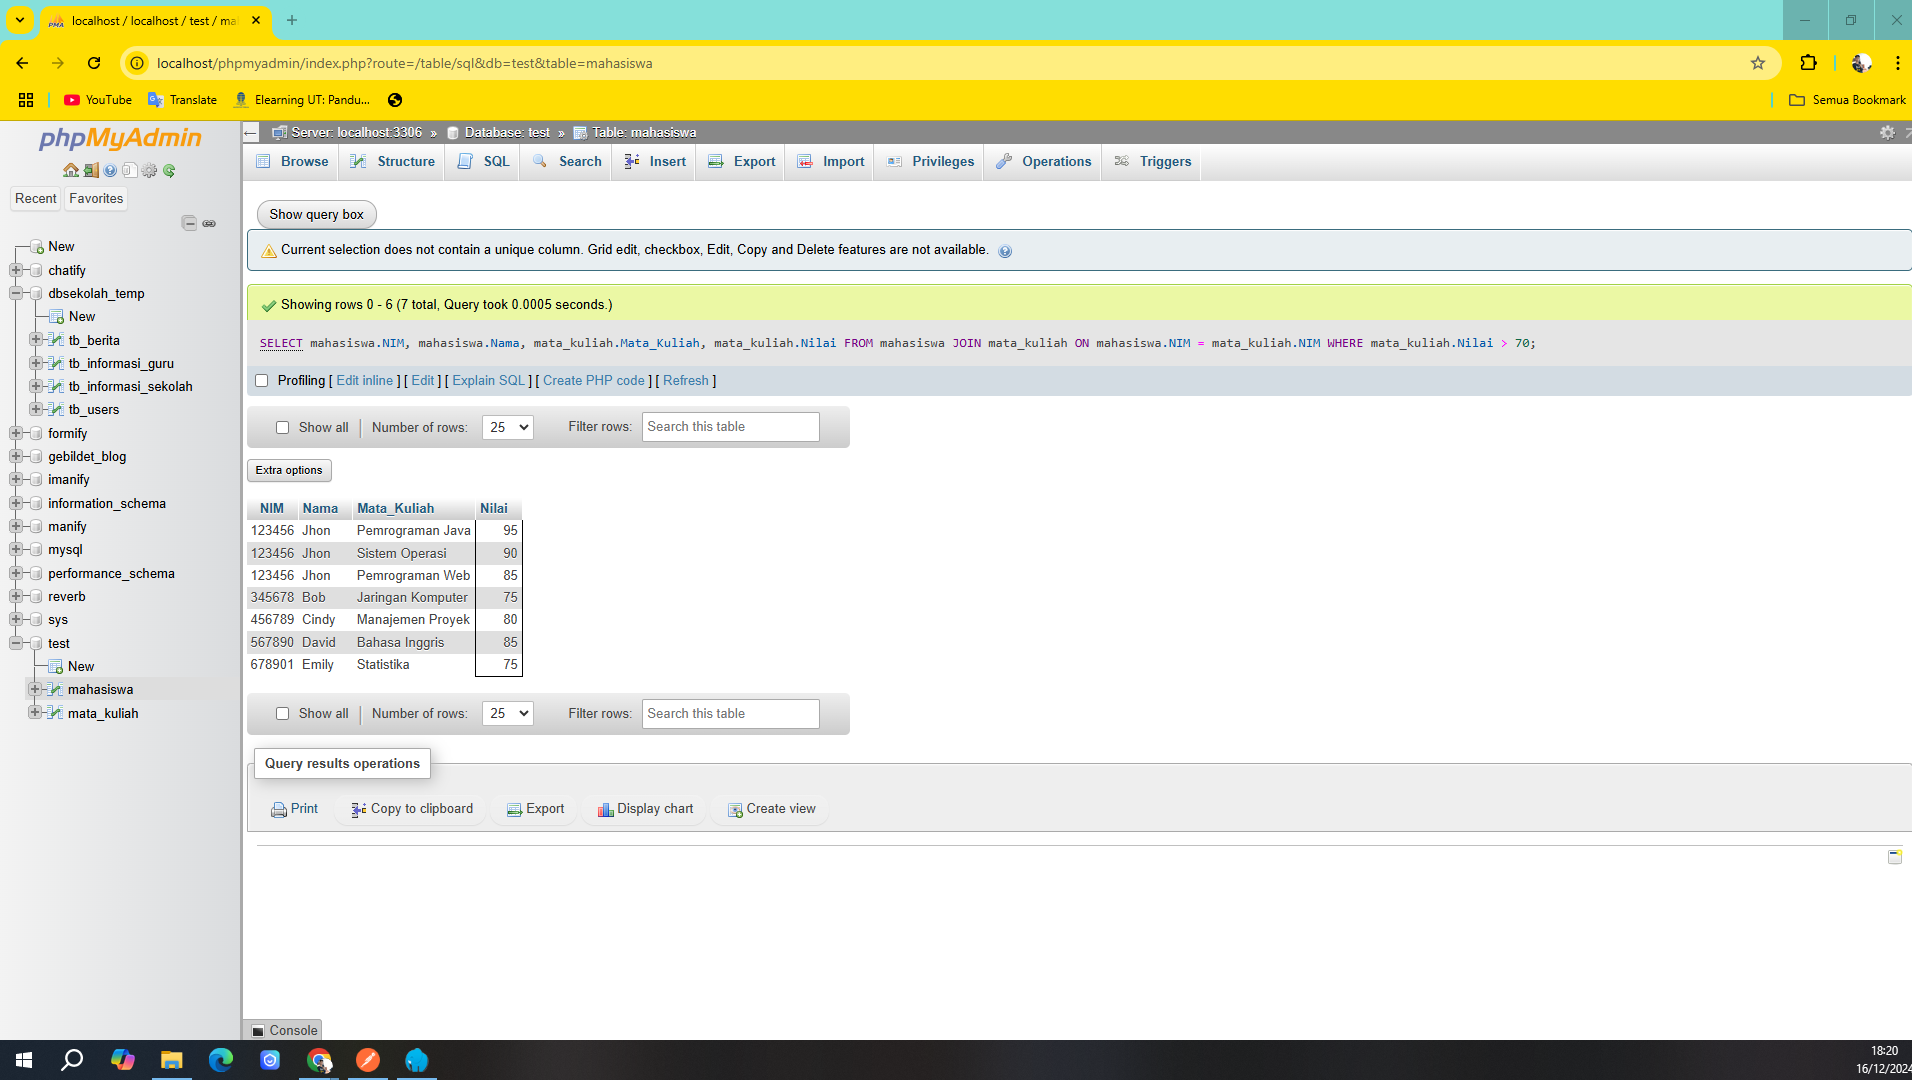 localhost / localhost / test / ma
localhost/phpmyadmin/index.php?route=/table/sql&db=test&table=mahasiswa
YouTube Translate Elearning UT: Pandu... Semua Bookmark
phpMyAdmin
Recent Favorites
New
chatify
dbsekolah_temp
New
tb_berita
tb_informasi_guru
tb_informasi_sekolah
tb_users
formify
gebildet_blog
imanify
information_schema
manify
mysql
performance_schema
reverb
sys
test
New
mahasiswa
mata_kuliah
Server: localhost:3306 » Database: test » Table: mahasiswa
Browse Structure SQL Search Insert Export Import Privileges Operations Triggers
Show query box
Current selection does not contain a unique column. Grid edit, checkbox, Edit, Copy and Delete features are not available.
Showing rows 0 - 6 (7 total, Query took 0.0005 seconds.)
SELECT mahasiswa.NIM, mahasiswa.Nama, mata_kuliah.Mata_Kuliah, mata_kuliah.Nilai FROM mahasiswa JOIN mata_kuliah ON mahasiswa.NIM = mata_kuliah.NIM WHERE mata_kuliah.Nilai > 70;
Profiling [ Edit inline ] [ Edit ] [ Explain SQL ] [ Create PHP code ] [ Refresh ]
Show all Number of rows: 25 Filter rows: Search this table
Extra options
NIM Nama Mata_Kuliah Nilai
123456 Jhon Pemrograman Java 95
123456 Jhon Sistem Operasi 90
123456 Jhon Pemrograman Web 85
345678 Bob Jaringan Komputer 75
456789 Cindy Manajemen Proyek 80
567890 David Bahasa Inggris 85
678901 Emily Statistika 75
Show all Number of rows: 25 Filter rows: Search this table
Query results operations
Print Copy to clipboard Export Display chart Create view
Console
18:20
16/12/2024